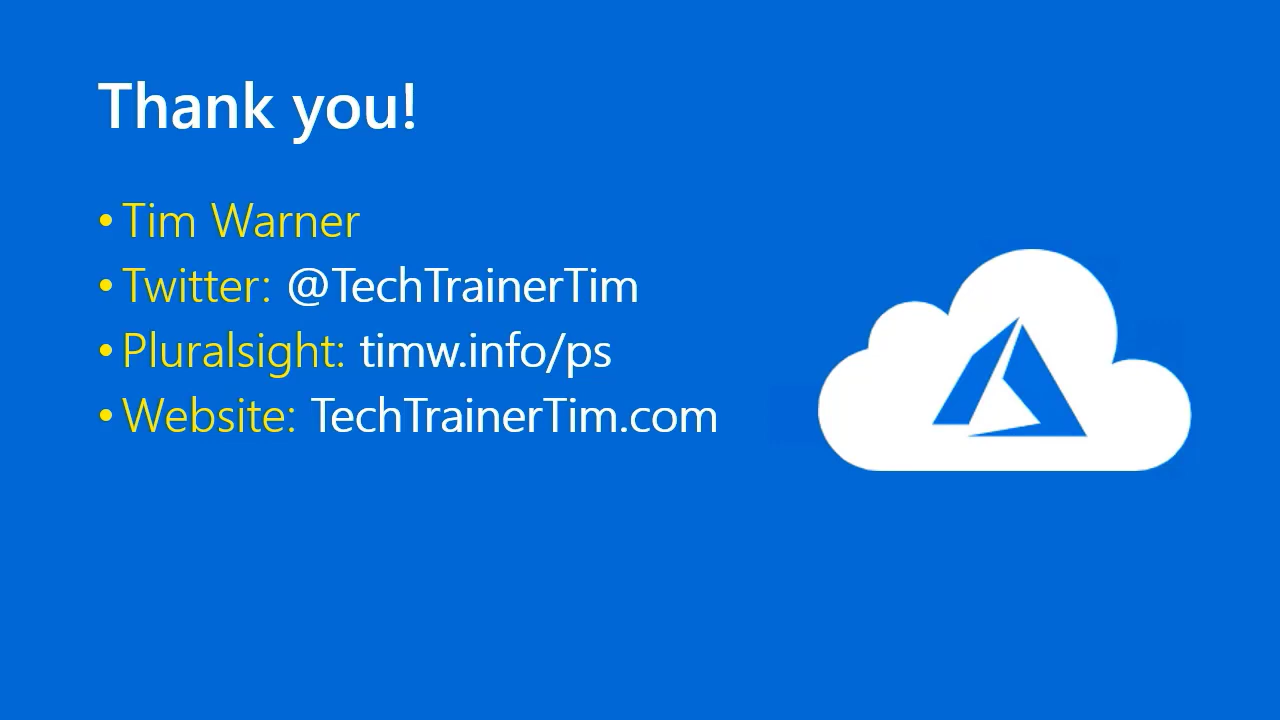 Thank you!
• Tim Warner
• Twitter: @TechTrainerTim
• Pluralsight: timw.info/ps
• Website: TechTrainerTim.com